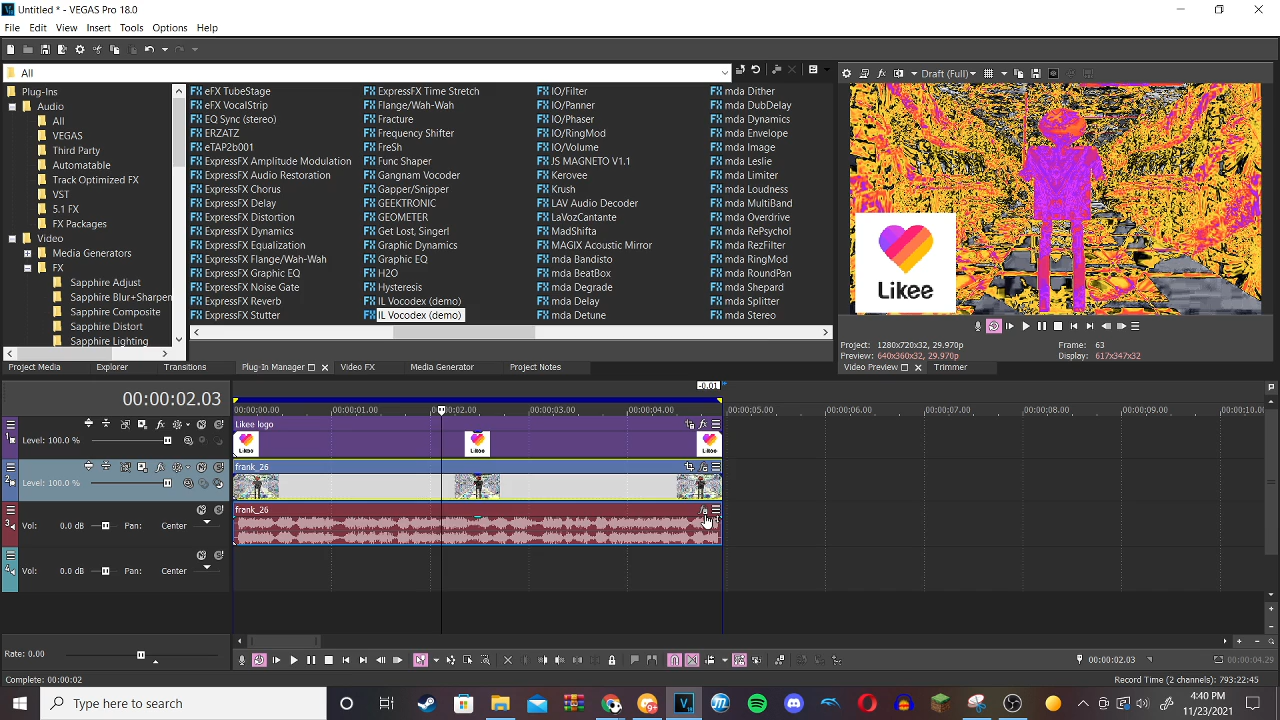 Untitled * - VEGAS Pro 18.0
File Edit View Insert Tools Options Help
All
Plug-Ins
Audio
All
VEGAS
Third Party
Automatable
Track Optimized FX
VST
5.1 FX
FX Packages
Video
Media Generators
FX
Sapphire Adjust
Sapphire Blur+Sharpen
Sapphire Composite
Sapphire Distort
Sapphire Lighting
eFX TubeStage
eFX VocalStrip
EQ Sync (stereo)
ERZATZ
eTAP2b001
ExpressFX Amplitude Modulation
ExpressFX Audio Restoration
ExpressFX Chorus
ExpressFX Delay
ExpressFX Distortion
ExpressFX Dynamics
ExpressFX Equalization
ExpressFX Flange/Wah-Wah
ExpressFX Graphic EQ
ExpressFX Noise Gate
ExpressFX Reverb
ExpressFX Stutter
ExpressFX Time Stretch
Flange/Wah-Wah
Fracture
Frequency Shifter
FreSh
Func Shaper
Gangnam Vocoder
Gapper/Snipper
GEEKTRONIC
GEOMETER
Get Lost, Singer!
Graphic Dynamics
Graphic EQ
H2O
Hysteresis
IL Vocodex (demo)
IL Vocodex (demo)
IO/Filter
IO/Panner
IO/Phaser
IO/RingMod
IO/Volume
JS MAGNETO V1.1
Kerovee
Krush
LAV Audio Decoder
LaVozCantante
MadShifta
MAGIX Acoustic Mirror
mda Bandisto
mda BeatBox
mda Degrade
mda Delay
mda Detune
mda Dither
mda DubDelay
mda Dynamics
mda Envelope
mda Image
mda Leslie
mda Limiter
mda Loudness
mda MultiBand
mda Overdrive
mda RePsycho!
mda RezFilter
mda RingMod
mda RoundPan
mda Shepard
mda Splitter
mda Stereo
Draft (Full)
Likee
Project: 1280x720x32, 29.970p
Preview: 640x360x32, 29.970p
Frame: 63
Display: 617x347x32
Project Media Explorer Transitions Plug-In Manager Video FX Media Generator Project Notes
Video Preview Trimmer
00:00:02.03
-0.01
00:00:00.00 00:00:01.00 00:00:02.00 00:00:03.00 00:00:04.00 00:00:05.00 00:00:06.00 00:00:07.00 00:00:08.00 00:00:09.00 00:00:10.00
Likee logo
1
Level: 100.0 %
frank_26
2
Level: 100.0 %
frank_26
3
Vol: 0.0 dB Pan: Center
4
Vol: 0.0 dB Pan: Center
Rate: 0.00
00:00:02.03
00:00:04.29
Complete: 00:00:02
Record Time (2 channels): 793:22:45
Type here to search
4:40 PM
11/23/2021